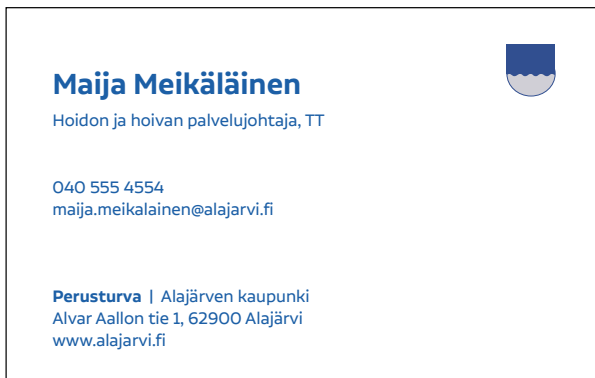 Maija Meikäläinen
Hoidon ja hoivan palvelujohtaja, TT
040 555 4554
maija.meikalainen@alajarvi.fi
Perusturva | Alajärven kaupunki
Alvar Aallon tie 1, 62900 Alajärvi
www.alajarvi.fi